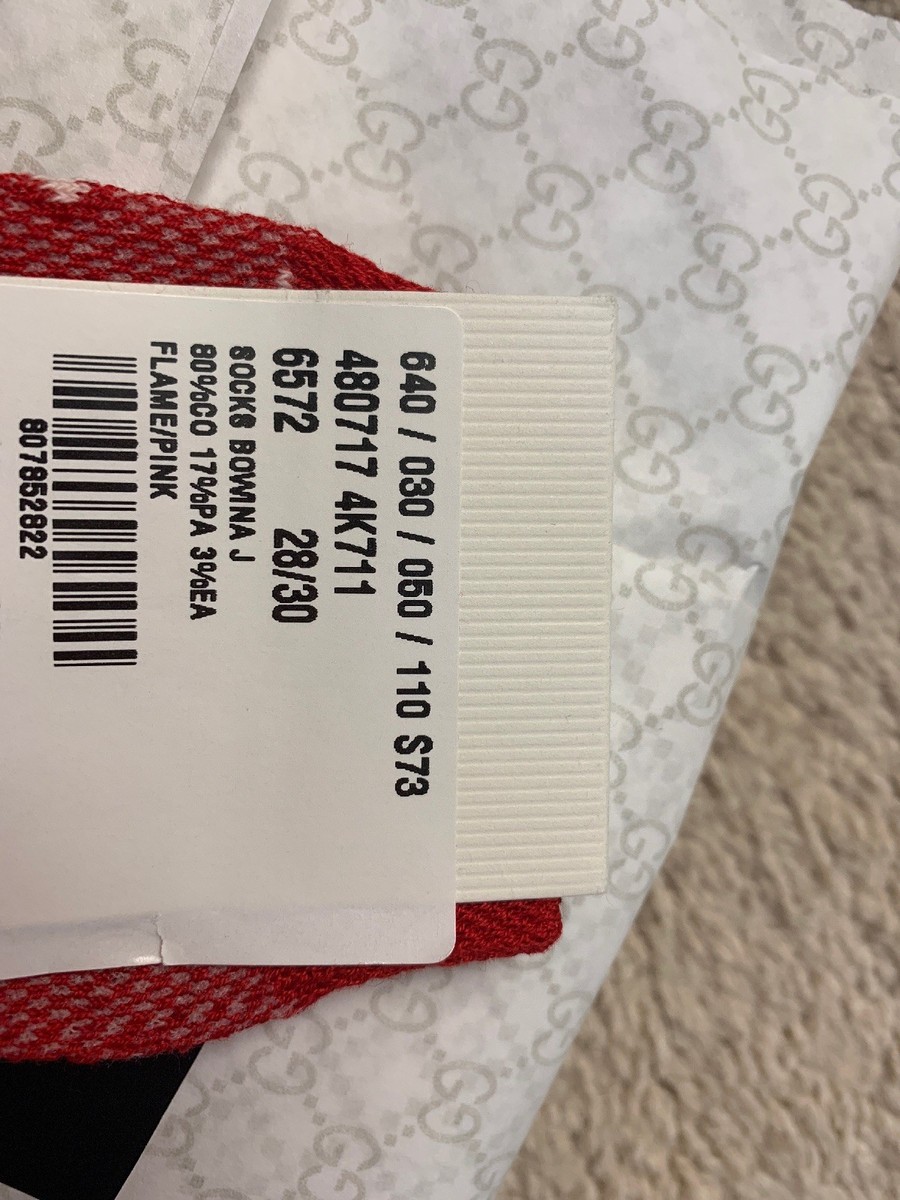 640 / 030 / 050 / 110 S73
480717 4K711
6572 28/30
SOCKS BOWINA J
80%CO 17%PA 3%EA
FLAME/PINK
807852822